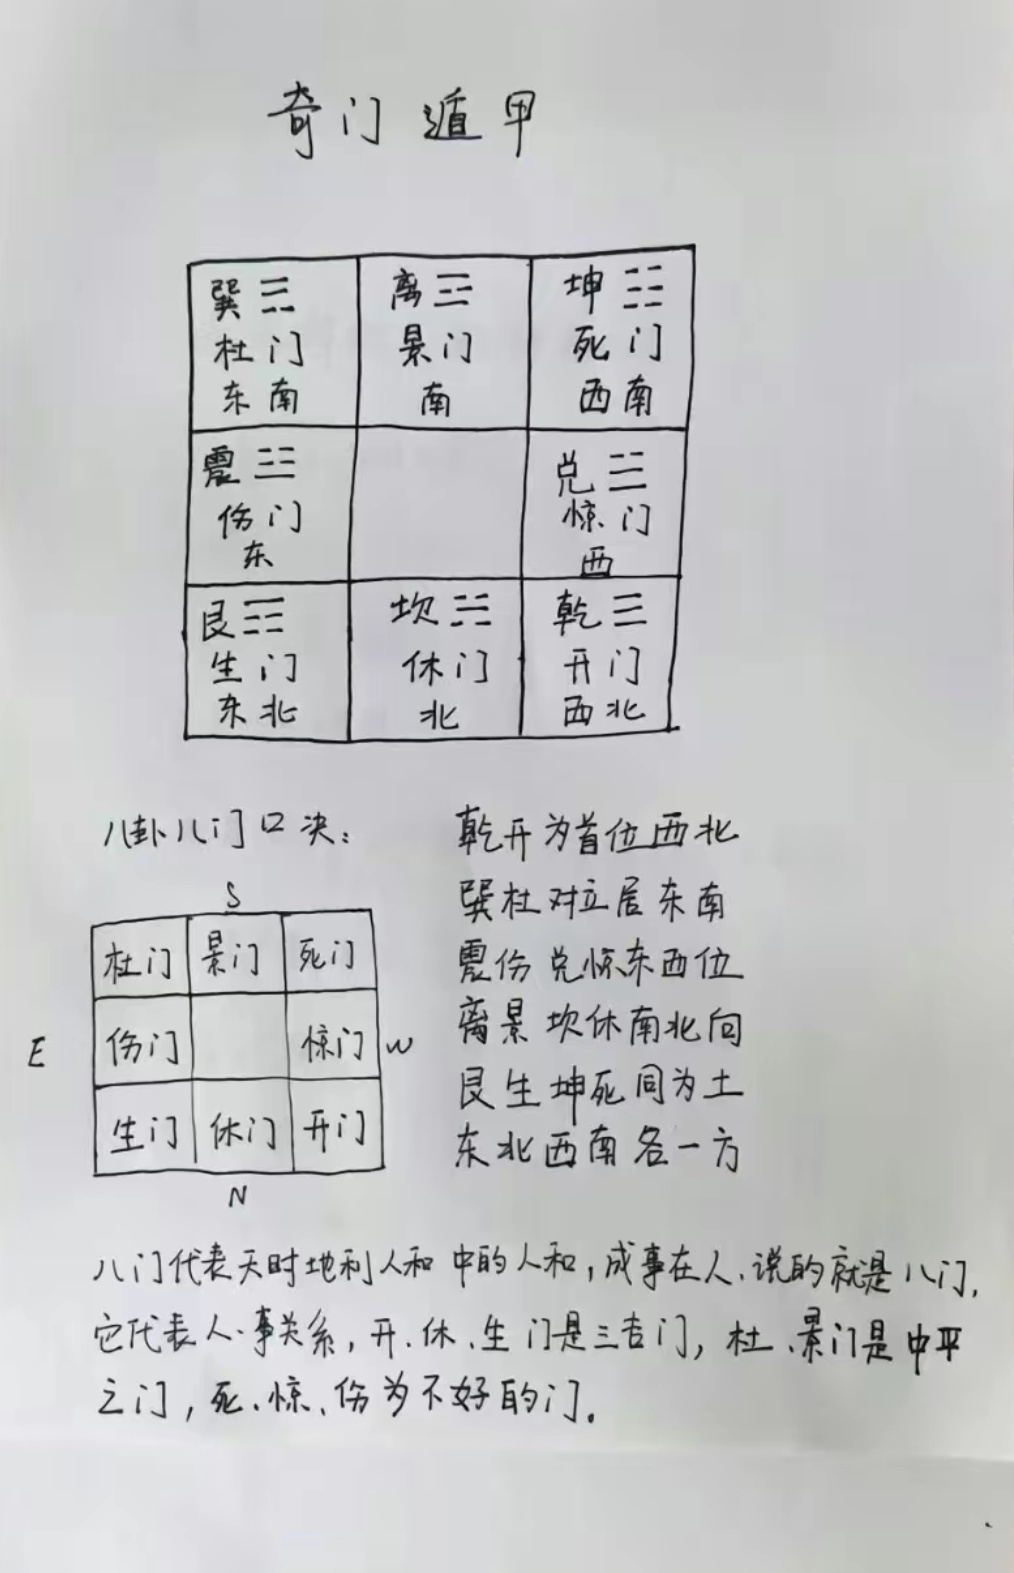 奇门遁甲
巽☴ 离☲ 坤☷
杜门 景门 死门
东南 南 西南
震☳ 兑☱
伤门 惊门
东 西
艮☶ 坎☵ 乾☰
生门 休门 开门
东北 北 西北
八卦八门口决:
乾开为首位西北
巽杜对立居东南
震伤兑惊东西位
离景坎休南北向
艮生坤死同为土
东北西南各一方
S
杜门 景门 死门
E 伤门 惊门 W
生门 休门 开门
N
八门代表天时地利人和中的人和,成事在人、说的就是八门,
它代表人、事关系,开、休、生门是三吉门,杜、景门是中平
之门,死、惊、伤为不好的门。